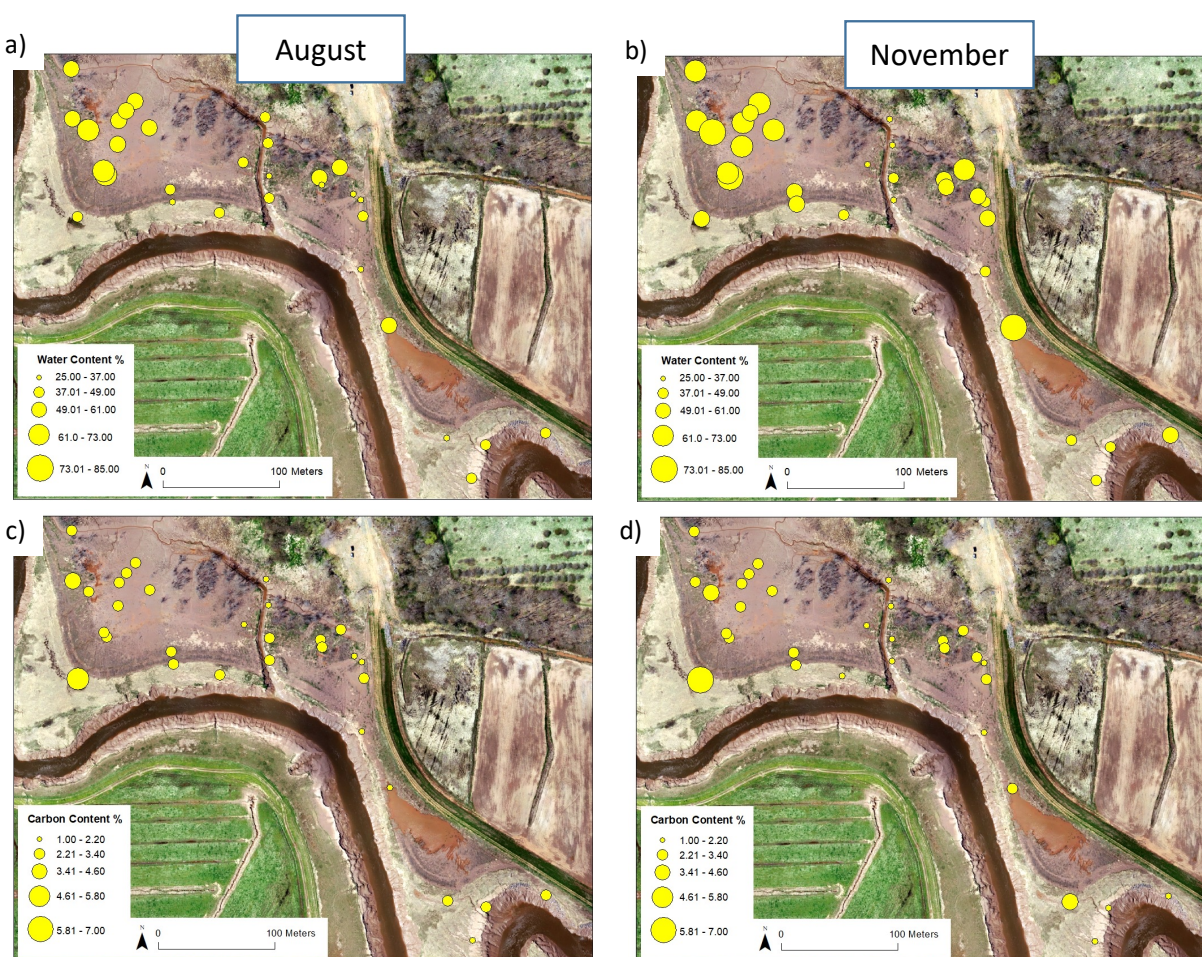 a)
August
b)
November
Water Content %
25.00 - 37.00
37.01 - 49.00
49.01 - 61.00
61.0 - 73.00
73.01 - 85.00
N
0 100 Meters
Water Content %
25.00 - 37.00
37.01 - 49.00
49.01 - 61.00
61.0 - 73.00
73.01 - 85.00
N
0 100 Meters
c)
d)
Carbon Content %
1.00 - 2.20
2.21 - 3.40
3.41 - 4.60
4.61 - 5.80
5.81 - 7.00
N
0 100 Meters
Carbon Content %
1.00 - 2.20
2.21 - 3.40
3.41 - 4.60
4.61 - 5.80
5.81 - 7.00
N
0 100 Meters